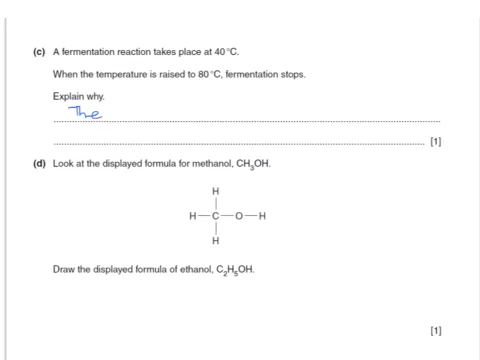 (c) A fermentation reaction takes place at 40 °C.
When the temperature is raised to 80 °C, fermentation stops.
Explain why.
The
[1]
(d) Look at the displayed formula for methanol, CH₃OH.
H
H—C—O—H
H
Draw the displayed formula of ethanol, C₂H₅OH.
[1]